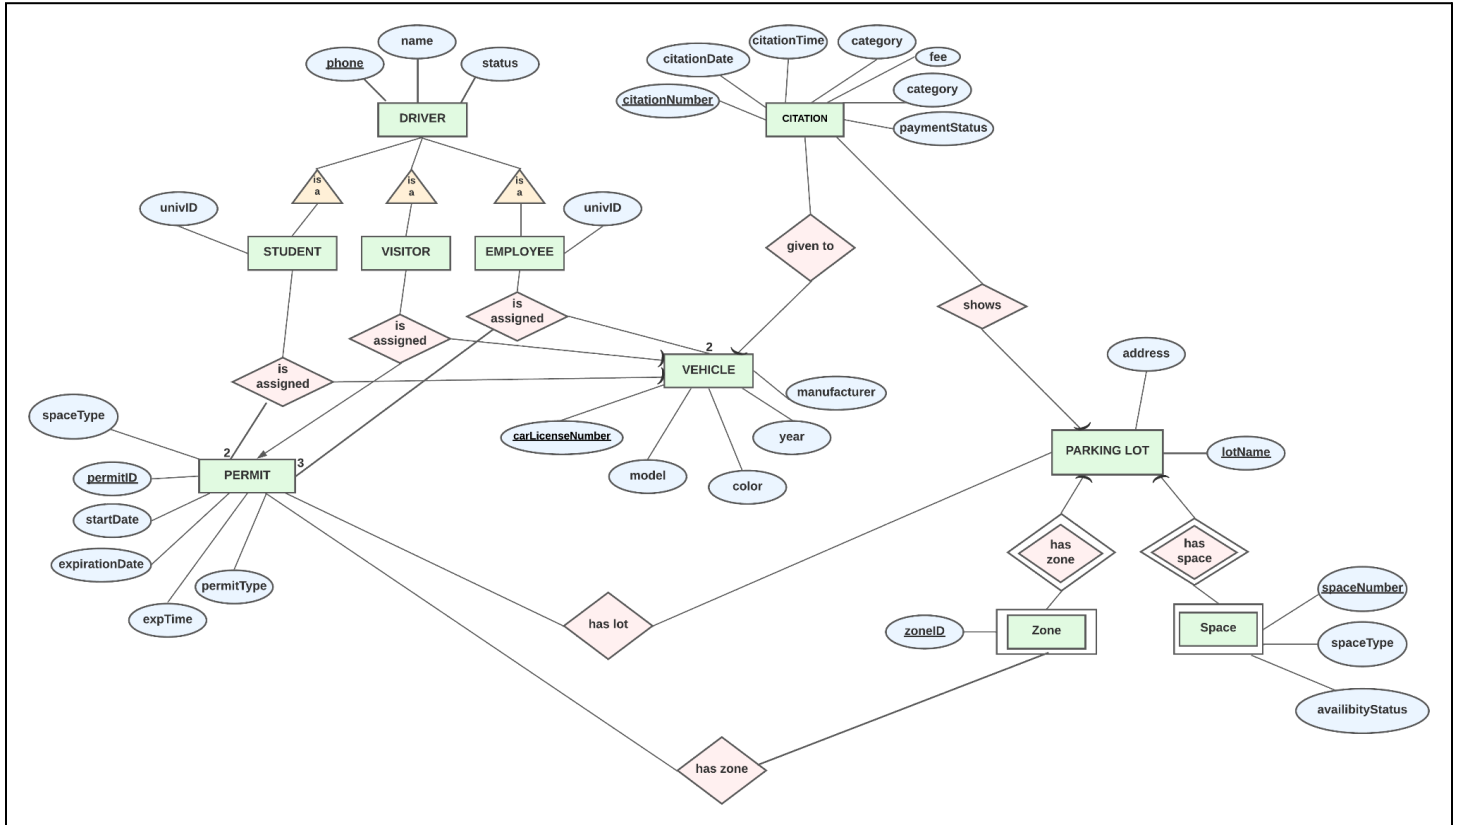 name
citationTime
category
phone
status
citationDate
fee
citationNumber
category
DRIVER
CITATION
paymentStatus
is
a
is
a
is
a
univID
univID
STUDENT
VISITOR
EMPLOYEE
given to
is
assigned
shows
is
assigned
2
address
is
assigned
VEHICLE
manufacturer
spaceType
carLicenseNumber
year
2
3
PARKING LOT
lotName
permitID
PERMIT
model
color
startDate
expirationDate
permitType
has
zone
has
space
expTime
has lot
zoneID
Zone
Space
spaceNumber
spaceType
availibityStatus
has zone